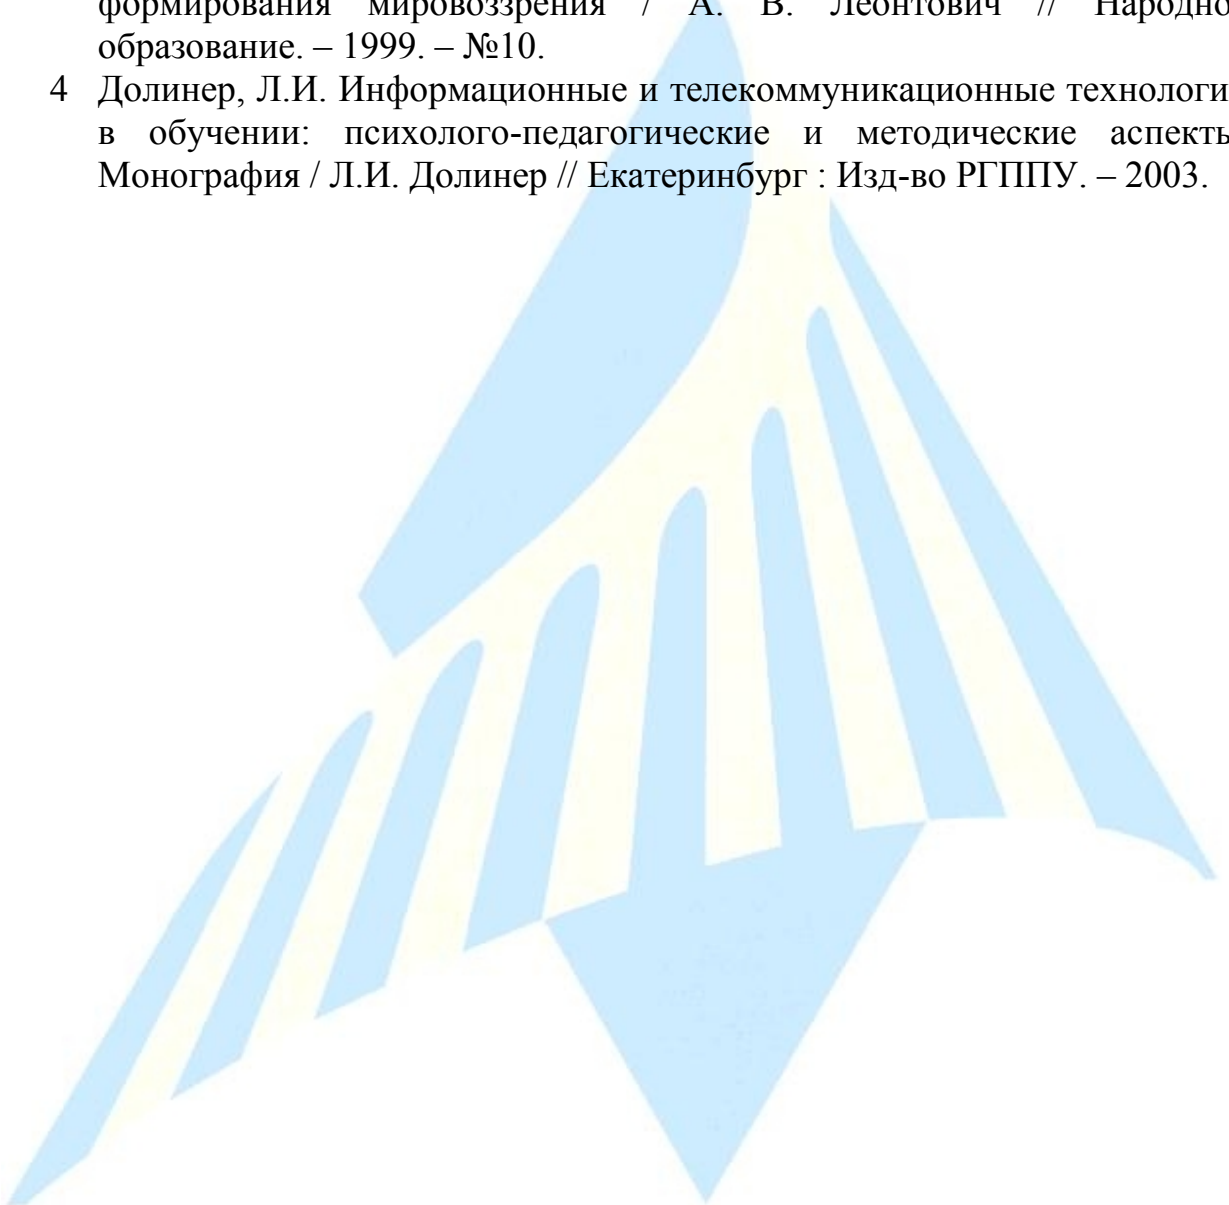 формирования мировоззрения / А. В. Леонтович // Народно
образование. – 1999. – №10.
4 Долинер, Л.И. Информационные и телекоммуникационные технологи
в обучении: психолого-педагогические и методические аспекты
Монография / Л.И. Долинер // Екатеринбург : Изд-во РГППУ. – 2003.